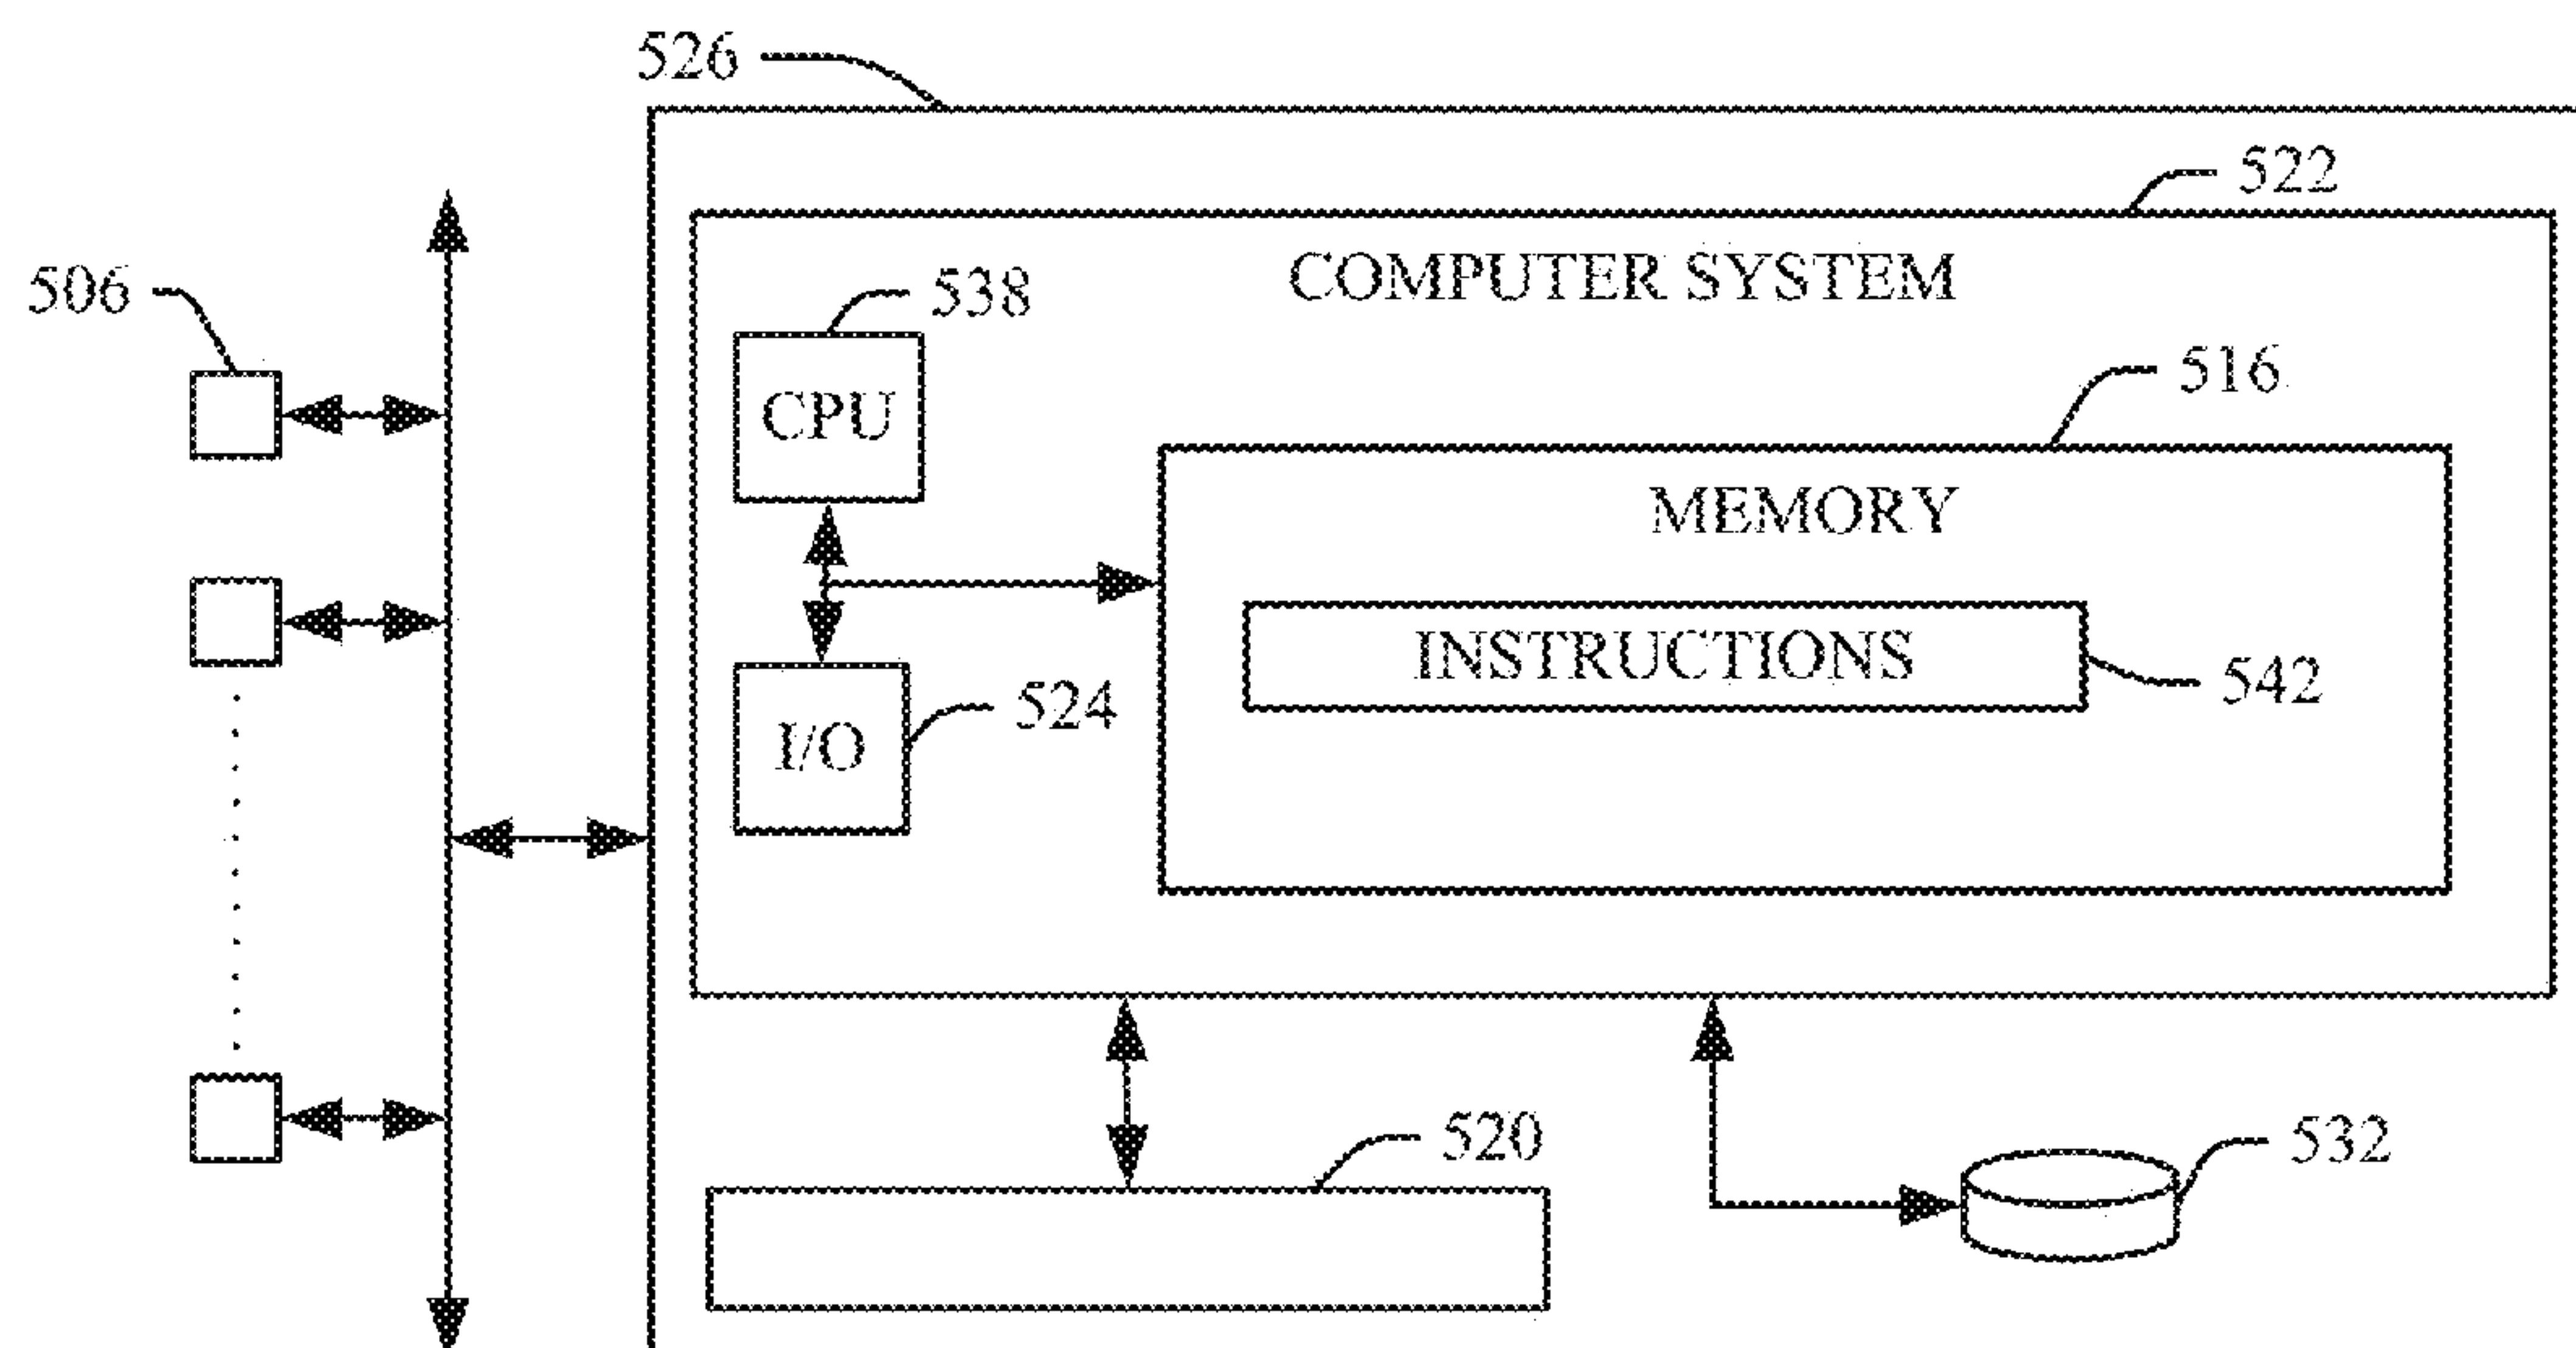 526
522
COMPUTER SYSTEM
506
538
CPU
516
MEMORY
INSTRUCTIONS
542
524
I/O
520
532